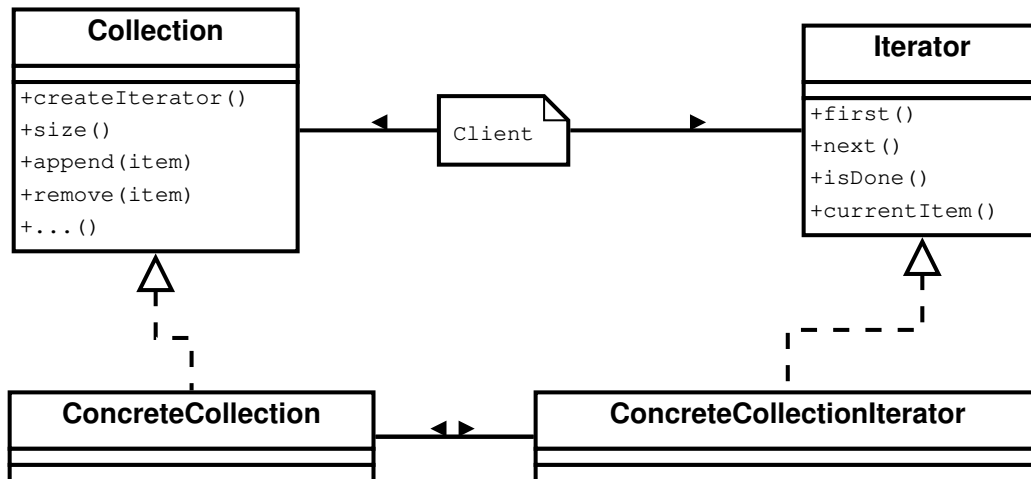 Collection
+createIterator()
+size()
+append(item)
+remove(item)
+...()
Client
Iterator
+first()
+next()
+isDone()
+currentItem()
ConcreteCollection
ConcreteCollectionIterator